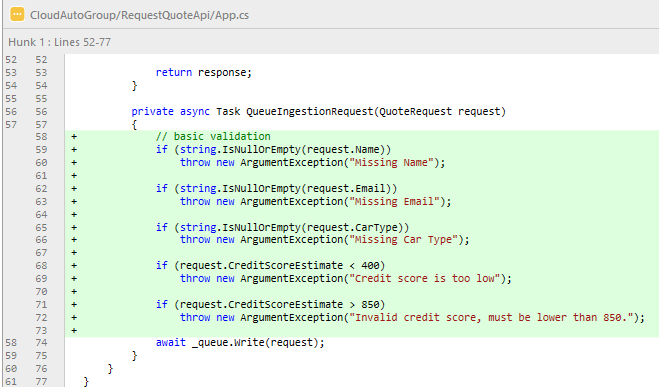 CloudAutoGroup/RequestQuoteApi/App.cs
Hunk 1 : Lines 52-77
52 52
53 53 return response;
54 54 }
55 55
56 56 private async Task QueueIngestionRequest(QuoteRequest request)
57 57 {
58 + // basic validation
59 + if (string.IsNullOrEmpty(request.Name))
60 + throw new ArgumentException("Missing Name");
61 +
62 + if (string.IsNullOrEmpty(request.Email))
63 + throw new ArgumentException("Missing Email");
64 +
65 + if (string.IsNullOrEmpty(request.CarType))
66 + throw new ArgumentException("Missing Car Type");
67 +
68 + if (request.CreditScoreEstimate < 400)
69 + throw new ArgumentException("Credit score is too low");
70 +
71 + if (request.CreditScoreEstimate > 850)
72 + throw new ArgumentException("Invalid credit score, must be lower than 850.");
73 +
58 74 await _queue.Write(request);
59 75 }
60 76 }
61 77 }